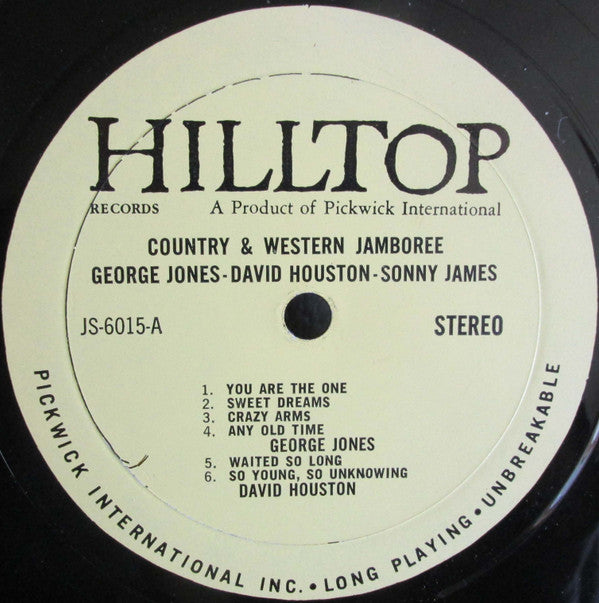 HILLTOP
RECORDS A Product of Pickwick International
COUNTRY & WESTERN JAMBOREE
GEORGE JONES-DAVID HOUSTON-SONNY JAMES
JS-6015-A STEREO
1. YOU ARE THE ONE
2. SWEET DREAMS
3. CRAZY ARMS
4. ANY OLD TIME
GEORGE JONES
5. WAITED SO LONG
6. SO YOUNG, SO UNKNOWING
DAVID HOUSTON
PICKWICK INTERNATIONAL INC.•LONG PLAYING•UNBREAKABLE